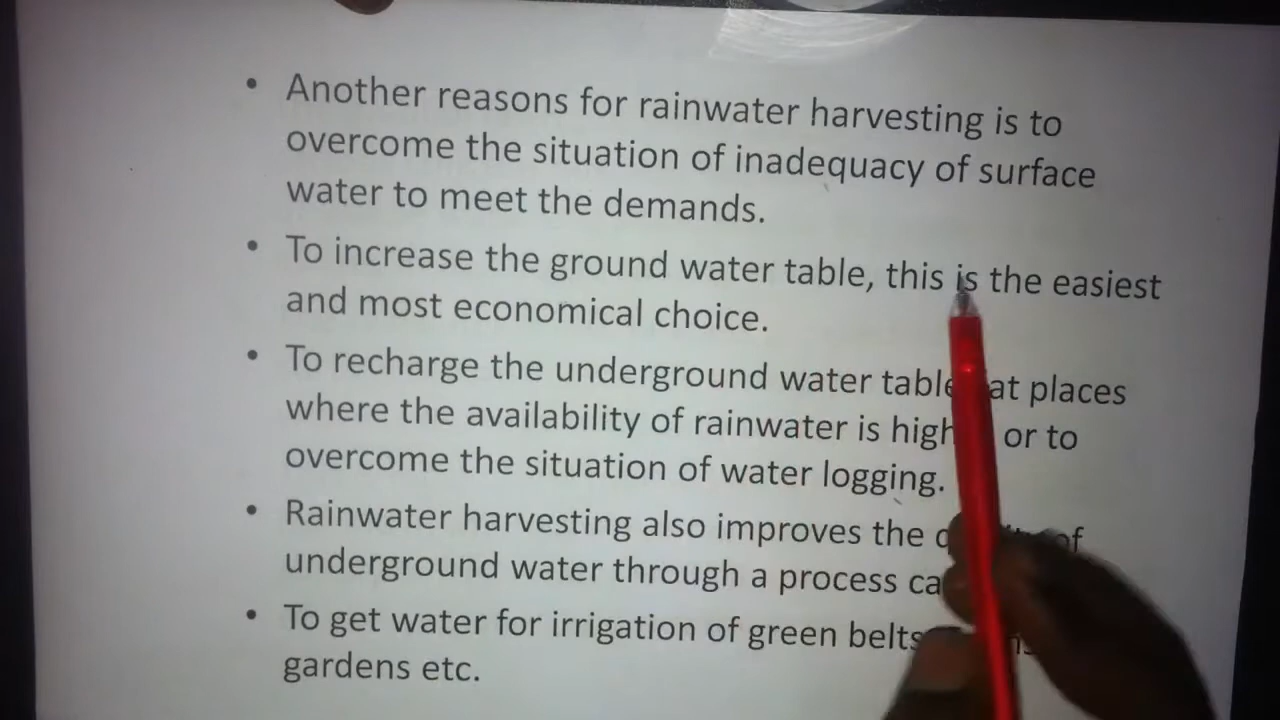 • Another reasons for rainwater harvesting is to
overcome the situation of inadequacy of surface
water to meet the demands.
• To increase the ground water table, this is the easiest
and most economical choice.
• To recharge the underground water table at places
where the availability of rainwater is high or to
overcome the situation of water logging.
• Rainwater harvesting also improves the of
underground water through a process
• To get water for irrigation of green belts
gardens etc.